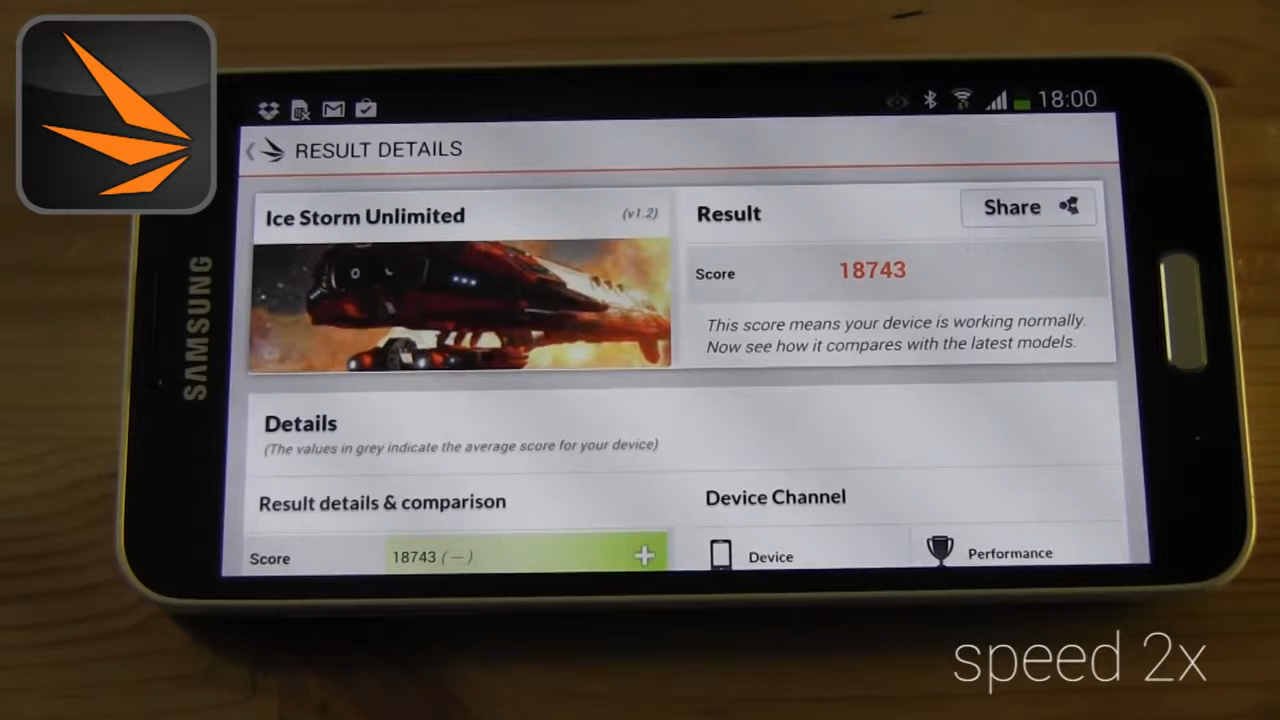 18:00
RESULT DETAILS
Ice Storm Unlimited (v1.2)
Result
Share
Score 18743
This score means your device is working normally.
Now see how it compares with the latest models.
SAMSUNG
Details
(The values in grey indicate the average score for your device)
Result details & comparison
Device Channel
Score 18743 (—) +
Device
Performance
speed 2x